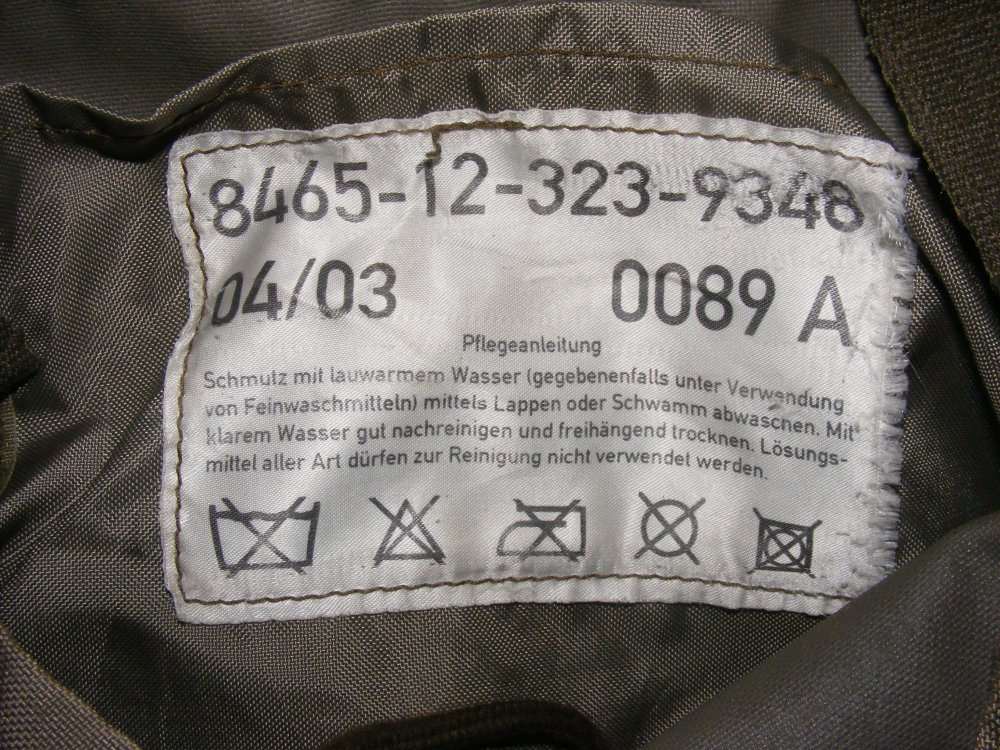 8465-12-323-9348
04/03 0089 A
Pflegeanleitung
Schmutz mit lauwarmem Wasser (gegebenenfalls unter Verwendung
von Feinwaschmitteln) mittels Lappen oder Schwamm abwaschen. Mit
klarem Wasser gut nachreinigen und freihängend trocknen. Lösungs-
mittel aller Art dürfen zur Reinigung nicht verwendet werden.